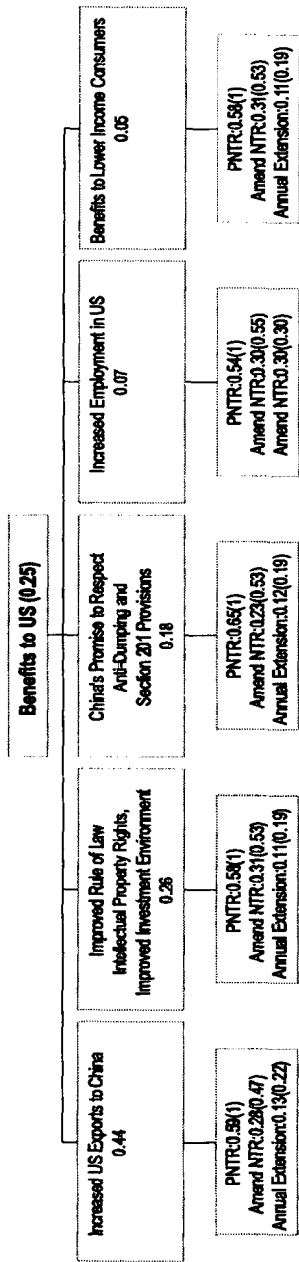 Benefits to US (0.25)
Increased US Exports to China
0.44
Improved Rule of Law
Intellectual Property Rights,
Improved Investment Environment
0.26
China's Promise to Respect
Anti-Dumping and
Section 201 Provisions
0.18
Increased Employment in US
0.07
Benefits to Lower Income Consumers
0.05
PNTR:0.59(1)
Amend NTR:0.28(0.47)
Annual Extension:0.13(0.22)
PNTR:0.58(1)
Amend NTR:0.31(0.53)
Annual Extension:0.11(0.19)
PNTR:0.65(1)
Amend NTR:0.23(0.53)
Annual Extension:0.12(0.19)
PNTR:0.54(1)
Amend NTR:0.30(0.55)
Amend NTR:0.30(0.30)
PNTR:0.58(1)
Amend NTR:0.31(0.53)
Annual Extension:0.11(0.19)